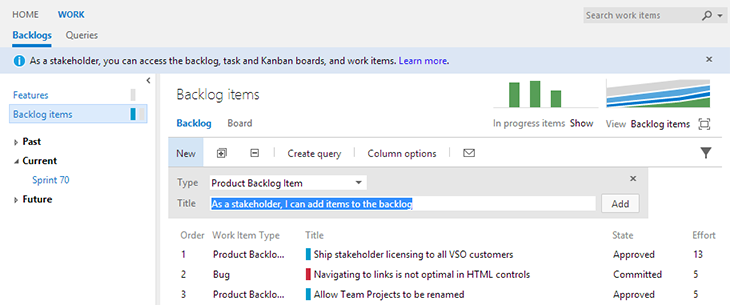 HOME WORK
Search work items
Backlogs Queries
As a stakeholder, you can access the backlog, task and Kanban boards, and work items. Learn more.
Features
Backlog items
Past
Current
Sprint 70
Future
Backlog items
Backlog Board
In progress items Show
View Backlog items
New Create query Column options
Type Product Backlog Item
Title As a stakeholder, I can add items to the backlog Add
Order Work Item Type Title State Effort
1 Product Backlo... Ship stakeholder licensing to all VSO customers Approved 13
2 Bug Navigating to links is not optimal in HTML controls Committed 5
3 Product Backlo... Allow Team Projects to be renamed Approved 5